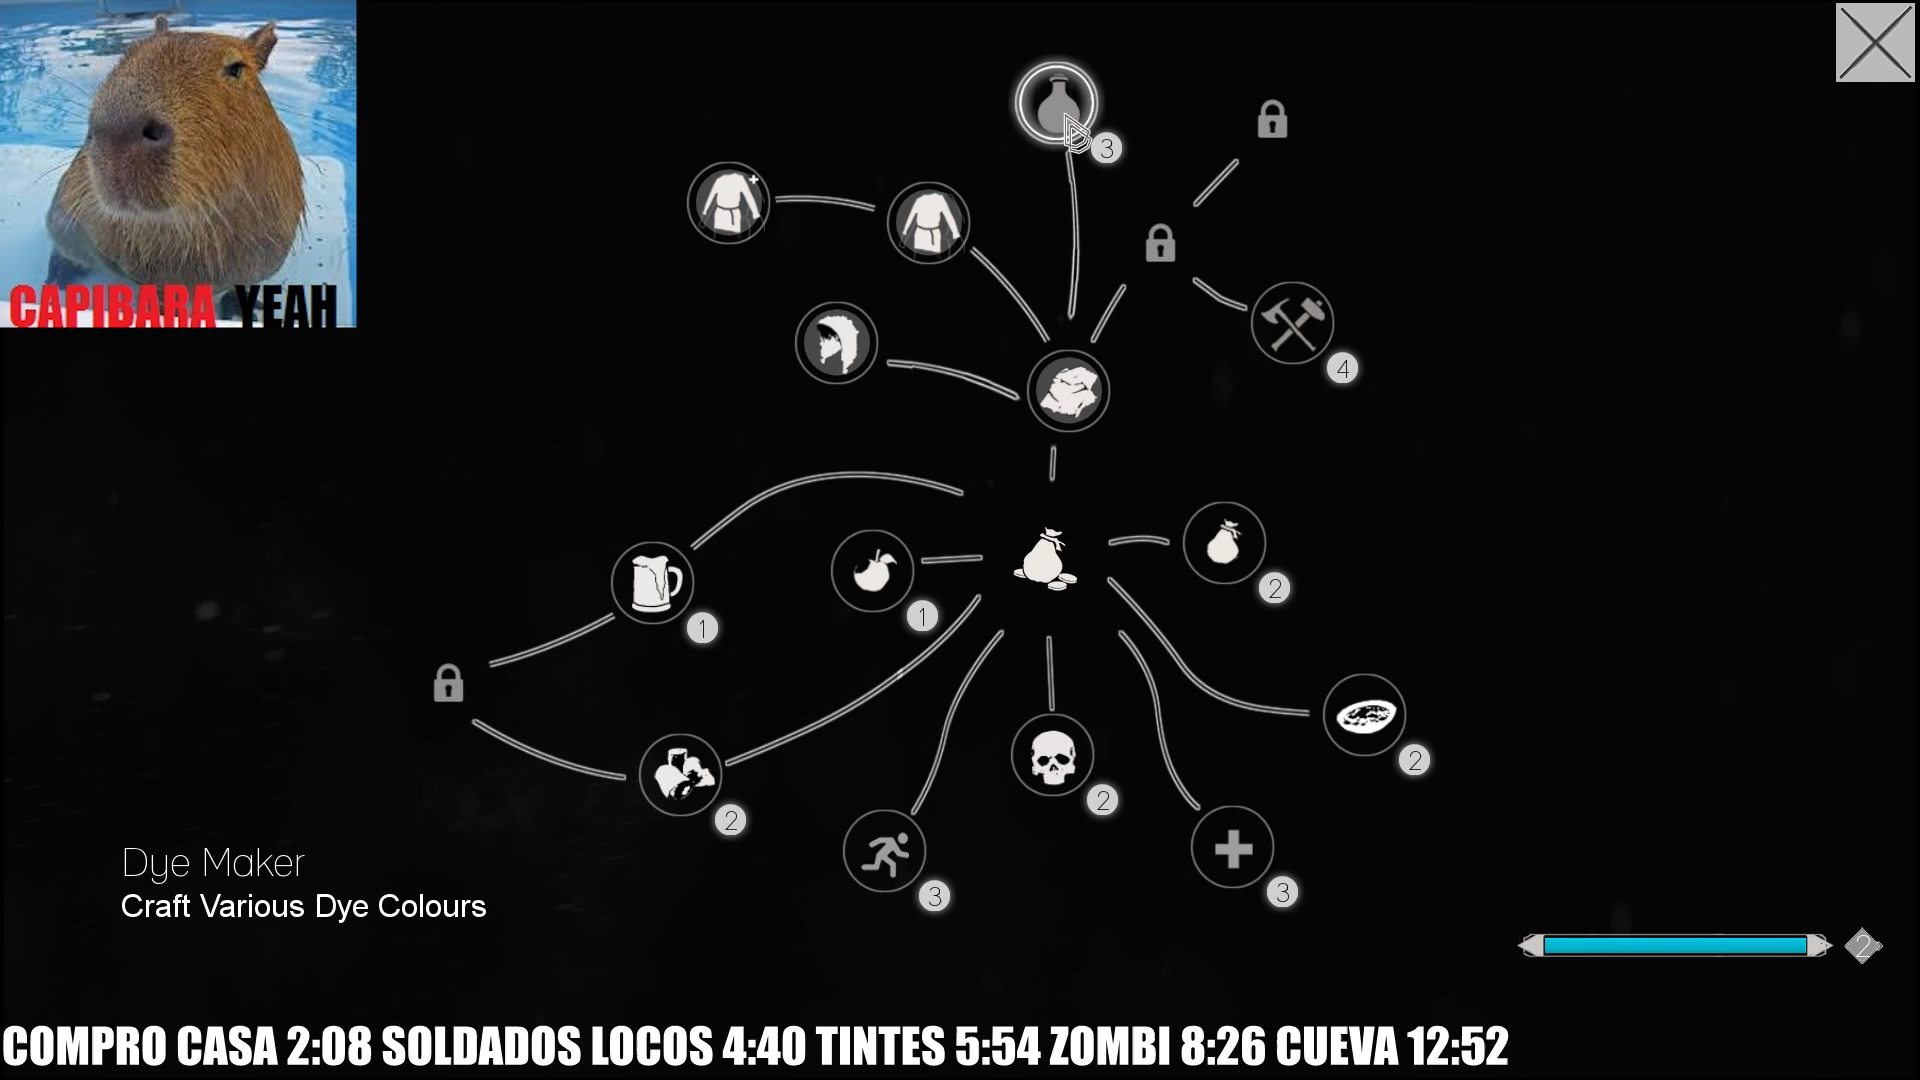 CAPIBARA YEAH
3
4
2
1
1
2
2
2
3
3
Dye Maker
Craft Various Dye Colours
2
COMPRO CASA 2:08 SOLDADOS LOCOS 4:40 TINTES 5:54 ZOMBI 8:26 CUEVA 12:52